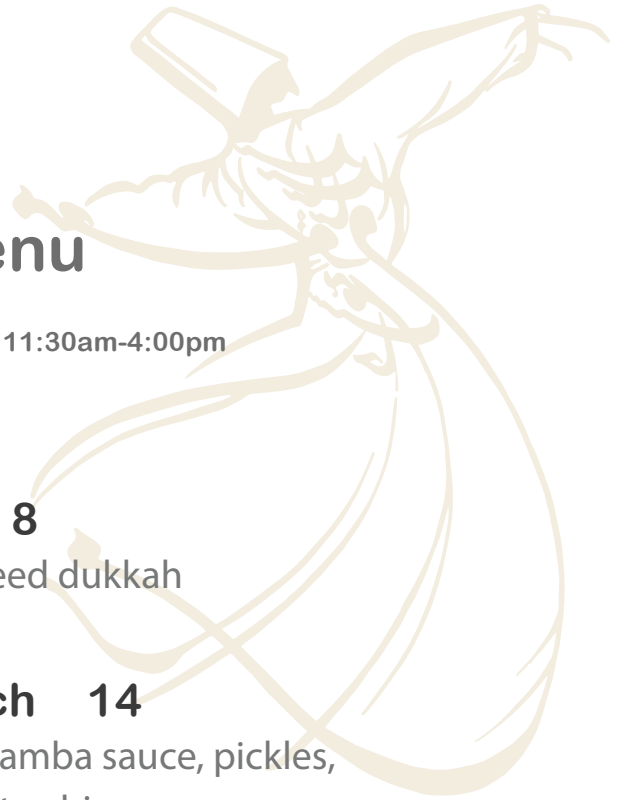 enu
11:30am-4:00pm
8
eed dukkah
ch 14
amba sauce, pickles,